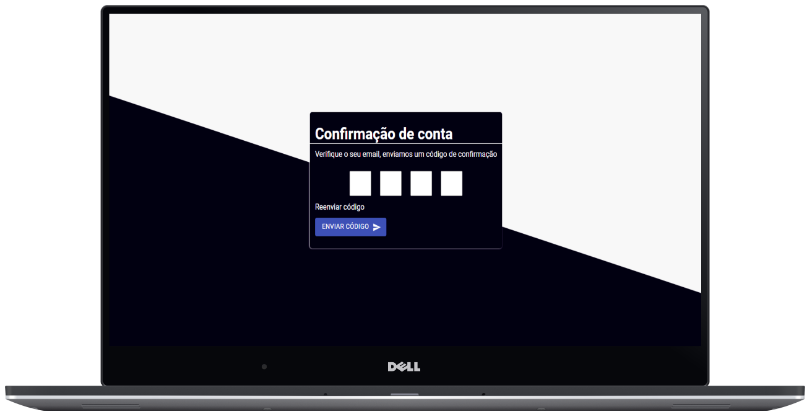 Confirmação de conta
Verifique o seu email, enviamos um código de confirmação
Reenviar código
ENVIAR CÓDIGO
DELL